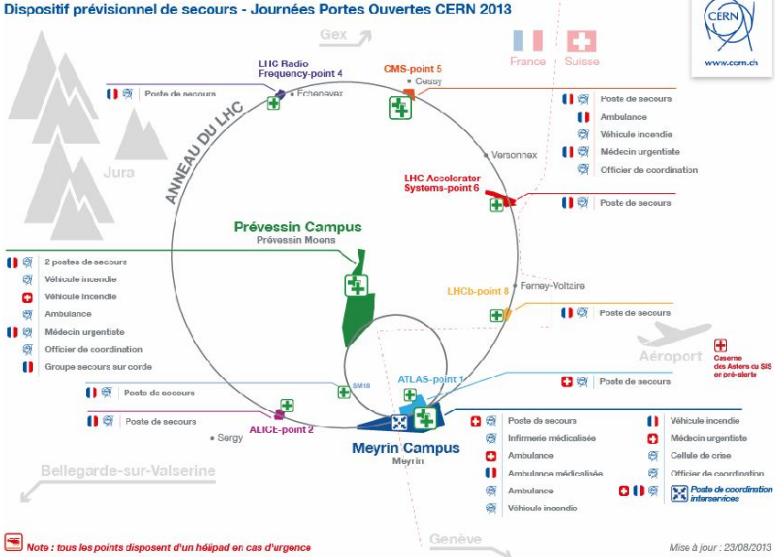 Dispositif prévisionnel de secours - Journées Portes Ouvertes CERN 2013
CERN
www.cern.ch
Gex
France
Suisse
LHC Radio
Frequency-point 4
Poste de secours
Echenevex
CMS-point 5
Cessy
Poste de secours
Ambulance
Véhicule incendie
Médecin urgentiste
Officier de coordination
ANNEAU DU LHC
Jura
Versonnex
LHC Accelerator
Systems-point 6
Poste de secours
Prévessin Campus
Prévessin Moens
2 postes de secours
Véhicule incendie
Véhicule incendie
Ambulance
Médecin urgentiste
Officier de coordination
Groupe secours sur corde
Ferney-Voltaire
LHCb-point 8
Poste de secours
Aéroport
Caserne
des Asters du SIS
en pré-alerte
ATLAS-point 1
Poste de secours
SM18
Poste de secours
Poste de secours
ALICE-point 2
Sergy
Meyrin Campus
Meyrin
Poste de secours
Infirmerie médicalisée
Ambulance
Ambulance médicalisée
Ambulance
Véhicule incendie
Véhicule incendie
Médecin urgentiste
Cellule de crise
Officier de coordination
Poste de coordination
interservices
Bellegarde-sur-Valserine
Genève
Note : tous les points disposent d'un hélipad en cas d'urgence
Mise à jour : 23/08/2013